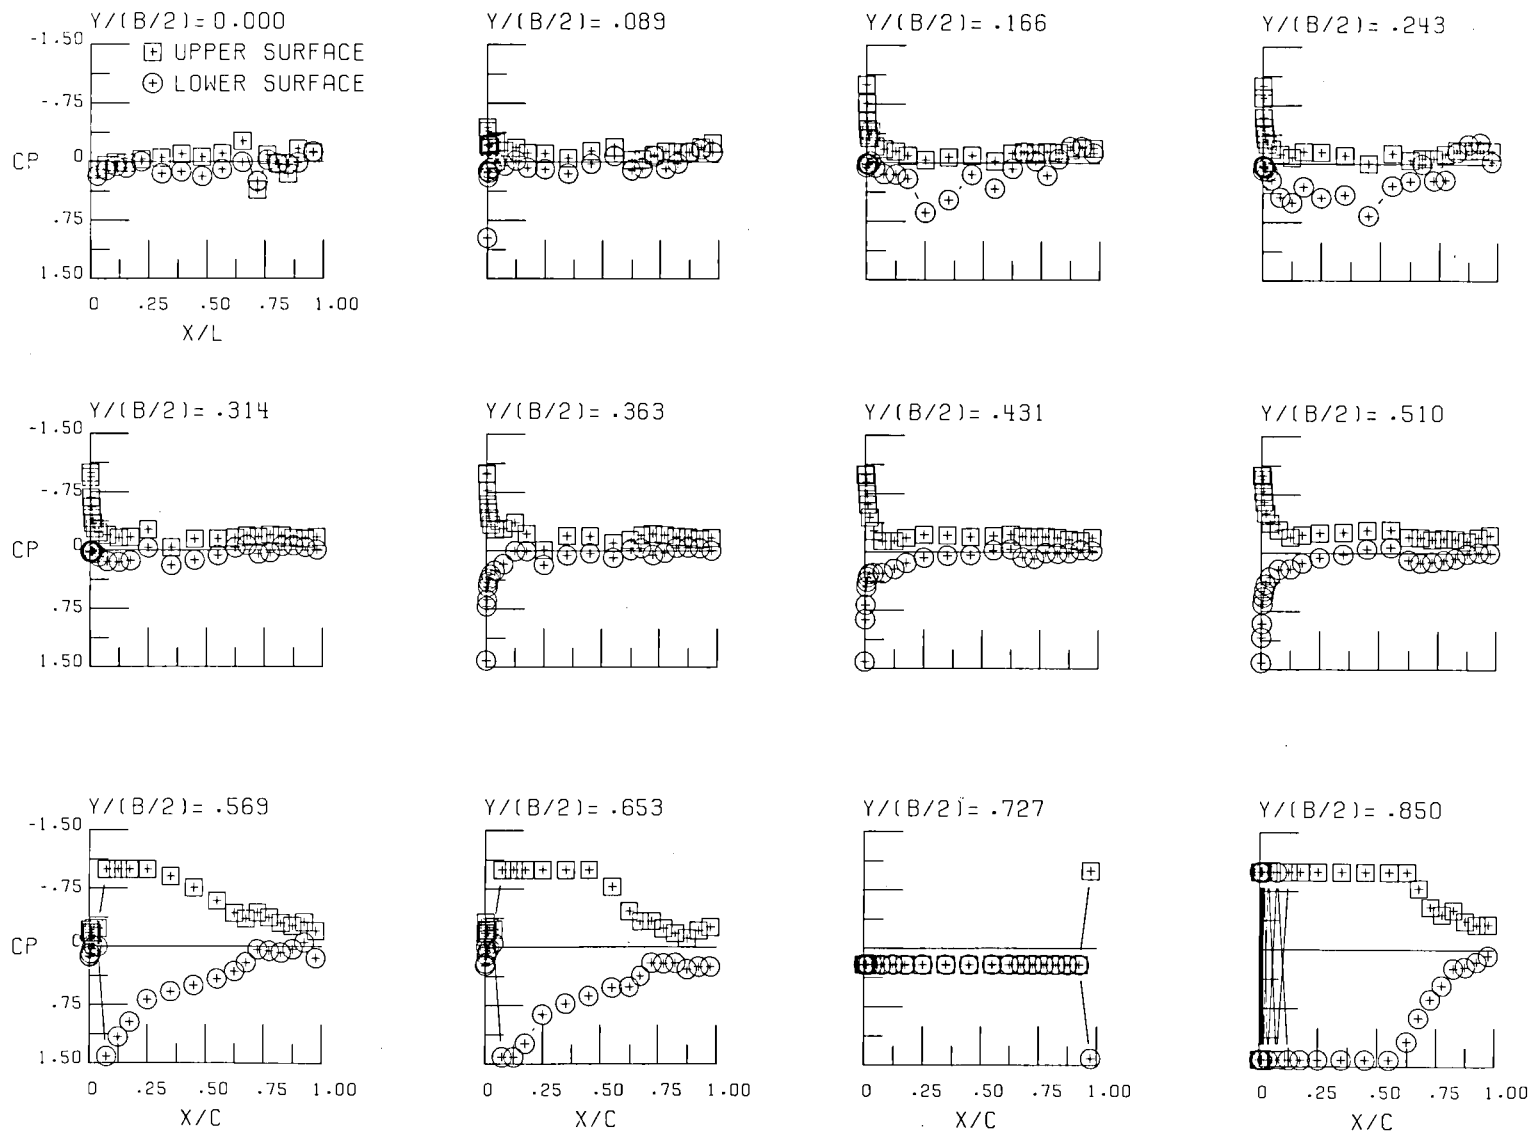 Y/(B/2)= 0.000
Y/(B/2)= .089
Y/(B/2)= .166
Y/(B/2)= .243
-1.50
UPPER SURFACE
LOWER SURFACE
-.75
CP
0
.75
1.50
0 .25 .50 .75 1.00
X/L
Y/(B/2)= .314
Y/(B/2)= .363
Y/(B/2)= .431
Y/(B/2)= .510
-1.50
-.75
CP
0
.75
1.50
Y/(B/2)= .569
Y/(B/2)= .653
Y/(B/2)= .727
Y/(B/2)= .850
-1.50
-.75
CP
0
.75
1.50
0 .25 .50 .75 1.00
0 .25 .50 .75 1.00
0 .25 .50 .75 1.00
0 .25 .50 .75 1.00
X/C
X/C
X/C
X/C